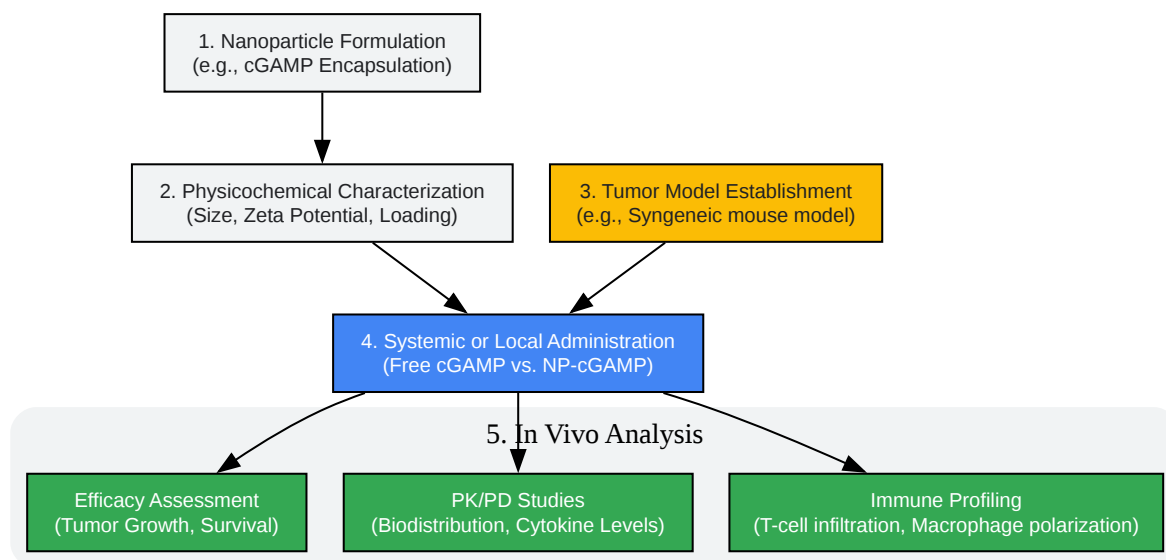 1. Nanoparticle Formulation
(e.g., cGAMP Encapsulation)
2. Physicochemical Characterization
(Size, Zeta Potential, Loading)
3. Tumor Model Establishment
(e.g., Syngeneic mouse model)
4. Systemic or Local Administration
(Free cGAMP vs. NP-cGAMP)
5. In Vivo Analysis
Efficacy Assessment
(Tumor Growth, Survival)
PK/PD Studies
(Biodistribution, Cytokine Levels)
Immune Profiling
(T-cell infiltration, Macrophage polarization)